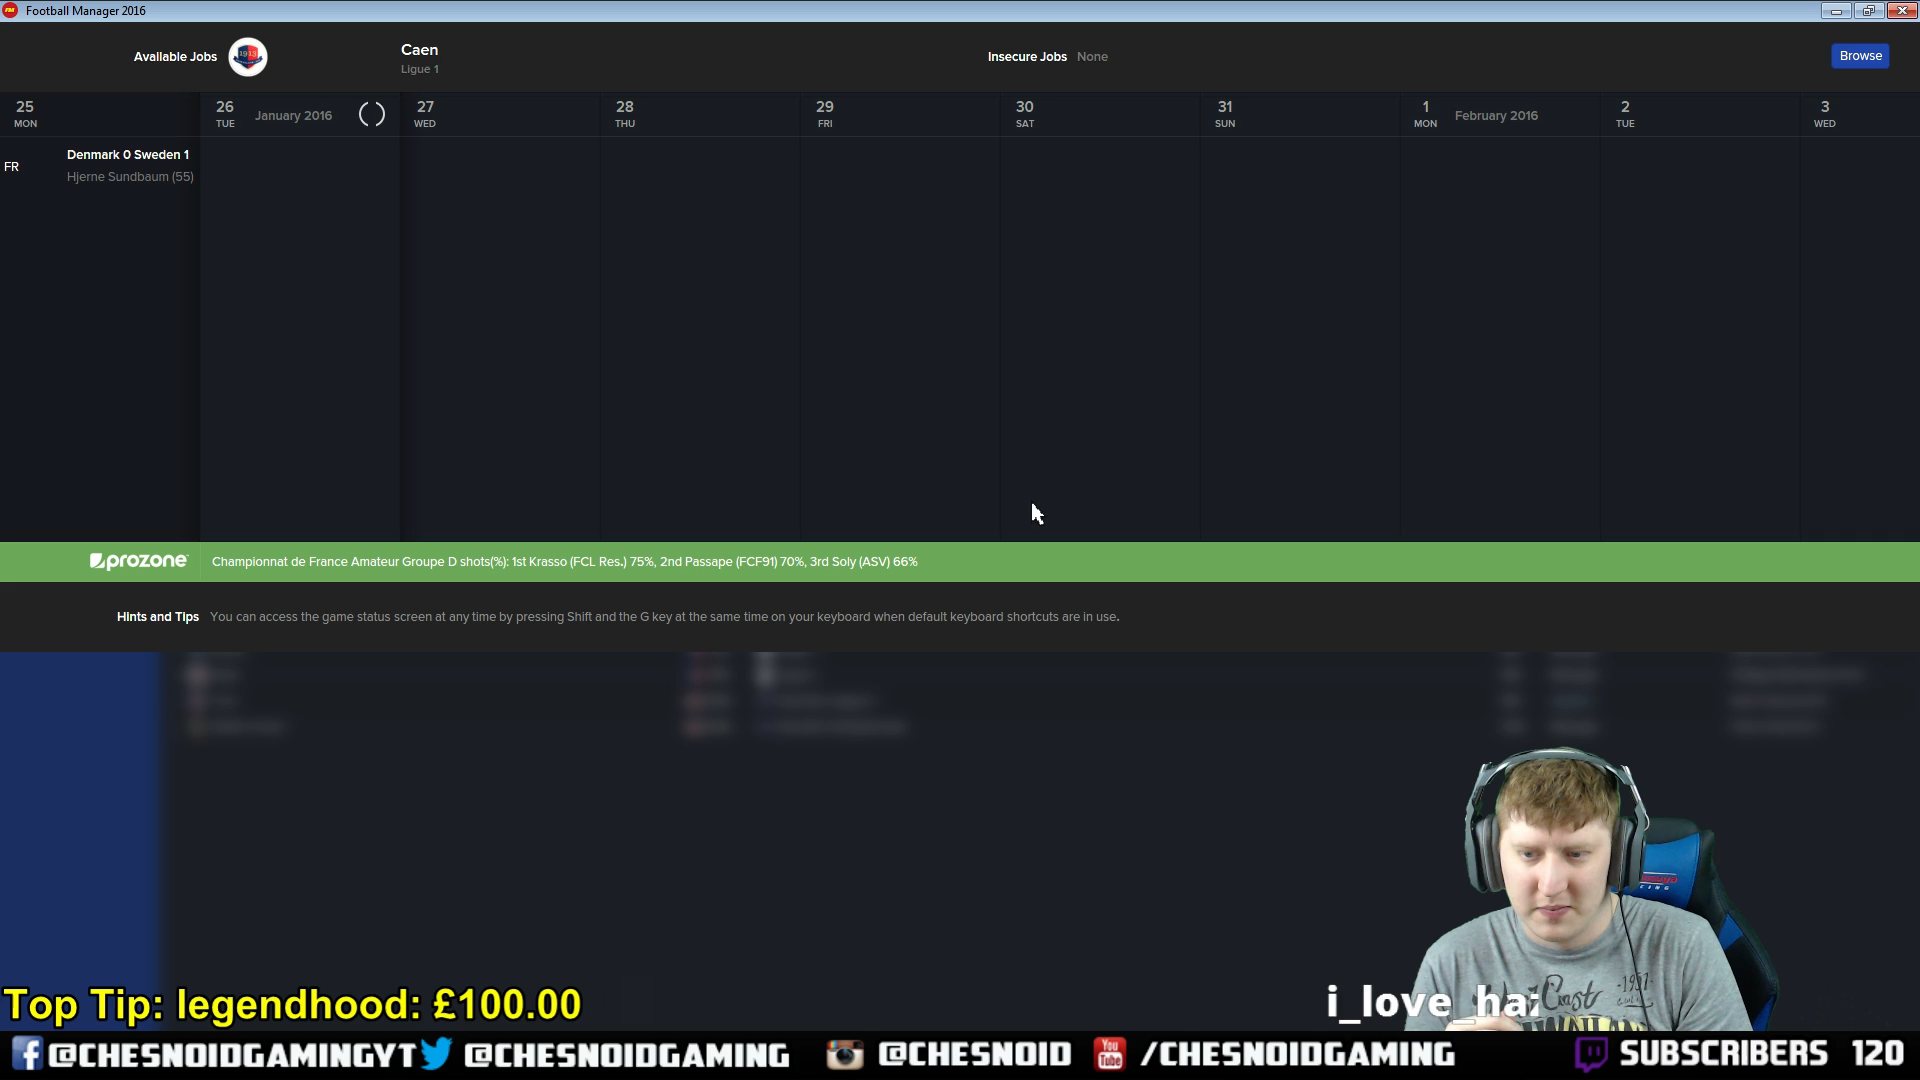 Football Manager 2016
Available Jobs
1913
Caen
Ligue 1
Insecure Jobs None
Browse
25
MON
26
TUE
January 2016
27
WED
28
THU
29
FRI
30
SAT
31
SUN
1
MON
February 2016
2
TUE
3
WED
FR
Denmark 0 Sweden 1
Hjerne Sundbaum (55)
prozone
Championnat de France Amateur Groupe D shots(%): 1st Krasso (FCL Res.) 75%, 2nd Passape (FCF91) 70%, 3rd Soly (ASV) 66%
Hints and Tips You can access the game status screen at any time by pressing Shift and the G key at the same time on your keyboard when default keyboard shortcuts are in use.
Top Tip: legendhood: £100.00
i_love_ha
@CHESNOIDGAMINGYT
@CHESNOIDGAMING
@CHESNOID
You Tube
/CHESNOIDGAMING
SUBSCRIBERS 120